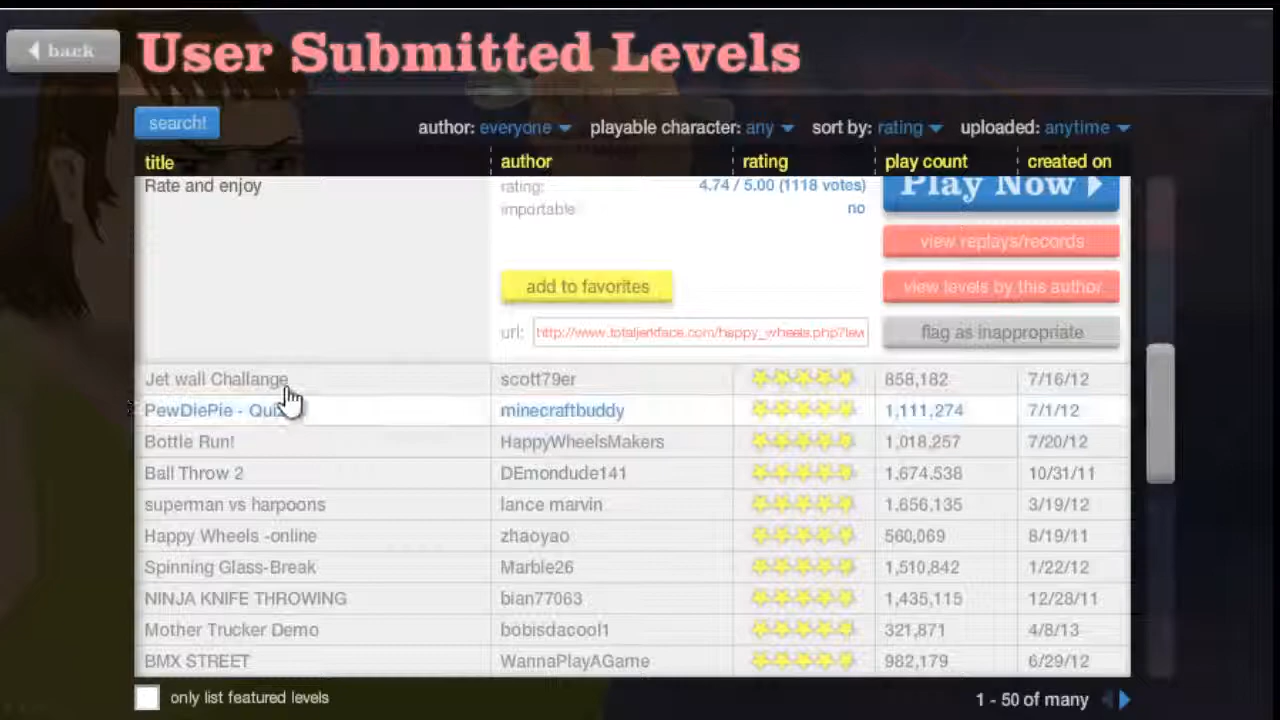 back
User Submitted Levels
search!
author: everyone playable character: any sort by: rating uploaded: anytime
title author rating play count created on
Rate and enjoy
rating: 4.74 / 5.00 (1118 votes)
importable no
Play Now
view replays/records
add to favorites
view levels by this author
url: http://www.totaljerkface.com/happy_wheels.php?lev
flag as inappropriate
Jet wall Challange scott79er 858,182 7/16/12
PewDiePie - Qui minecraftbuddy 1,111,274 7/1/12
Bottle Run! HappyWheelsMakers 1,018,257 7/20/12
Ball Throw 2 DEmondude141 1,674,538 10/31/11
superman vs harpoons lance marvin 1,656,135 3/19/12
Happy Wheels -online zhaoyao 560,069 8/19/11
Spinning Glass-Break Marble26 1,510,842 1/22/12
NINJA KNIFE THROWING bian77063 1,435,115 12/28/11
Mother Trucker Demo bobisdacool1 321,871 4/8/13
BMX STREET WannaPlayAGame 982,179 6/29/12
only list featured levels
1 - 50 of many